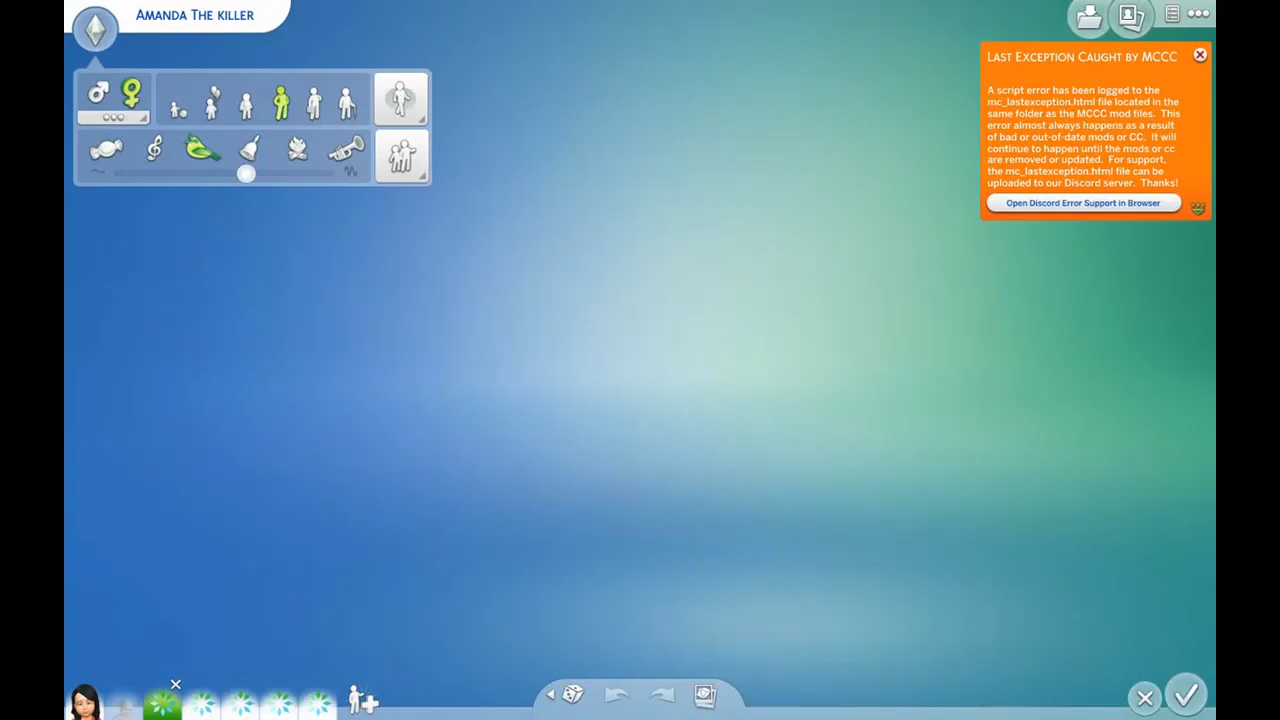 AMANDA THE KILLER
LAST EXCEPTION CAUGHT BY MCCC
A script error has been logged to the
mc_lastexception.html file located in the
same folder as the MCCC mod files. This
error almost always happens as a result
of bad or out-of-date mods or CC. It will
continue to happen until the mods or cc
are removed or updated. For support,
the mc_lastexception.html file can be
uploaded to our Discord server. Thanks!
Open Discord Error Support in Browser